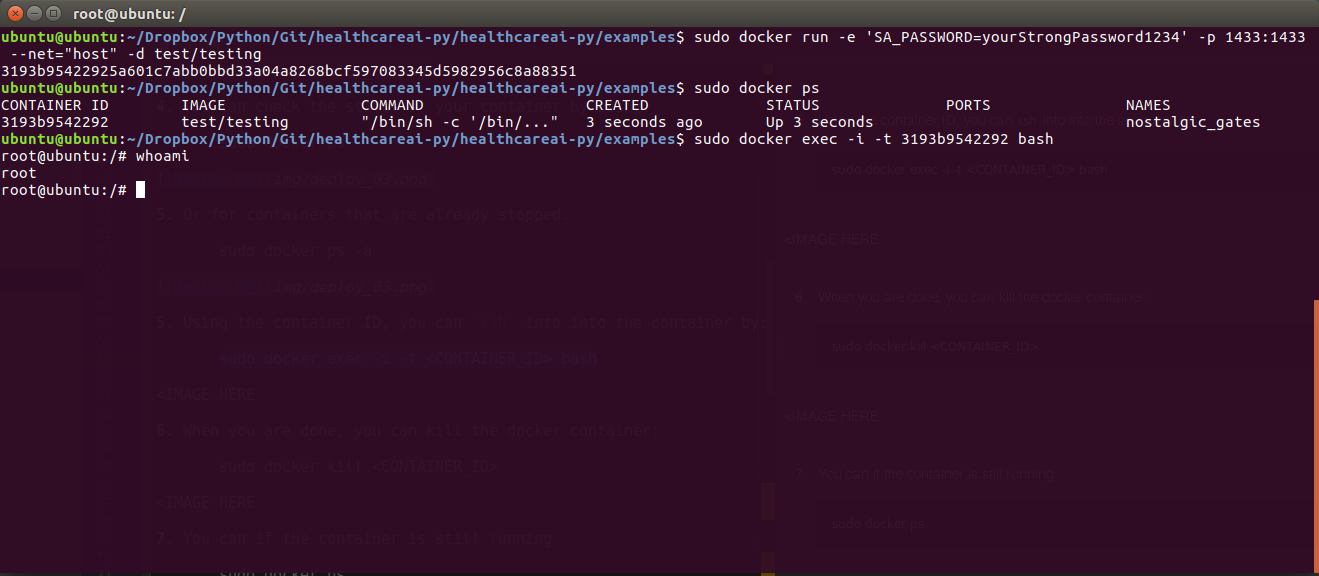 root@ubuntu: /
ubuntu@ubuntu:~/Dropbox/Python/Git/healthcareai-py/healthcareai-py/examples$ sudo docker run -e 'SA_PASSWORD=yourStrongPassword1234' -p 1433:1433
--net="host" -d test/testing
3193b95422925a601c7abb0bbd33a04a8268bcf597083345d5982956c8a88351
ubuntu@ubuntu:~/Dropbox/Python/Git/healthcareai-py/healthcareai-py/examples$ sudo docker ps
CONTAINER ID IMAGE COMMAND CREATED STATUS PORTS NAMES
3193b9542292 test/testing "/bin/sh -c '/bin/..." 3 seconds ago Up 3 seconds nostalgic_gates
ubuntu@ubuntu:~/Dropbox/Python/Git/healthcareai-py/healthcareai-py/examples$ sudo docker exec -i -t 3193b9542292 bash
root@ubuntu:/# whoami
root
root@ubuntu:/#
sudo docker exec -i -t <CONTAINER_ID> bash
5. Or for containers that are already stopped
sudo docker ps -a
<IMAGE HERE
6. When you are done, you can kill the docker container
5. Using the container ID, you can ssh into into the container by:
sudo docker kill <CONTAINER_ID>
sudo docker exec -i -t <CONTAINER_ID> bash
<IMAGE HERE
<IMAGE HERE
6. When you are done, you can kill the docker container:
sudo docker kill <CONTAINER_ID>
7. You can if the container is still running
<IMAGE HERE
sudo docker ps
7. You can if the container is still running
sudo docker ps